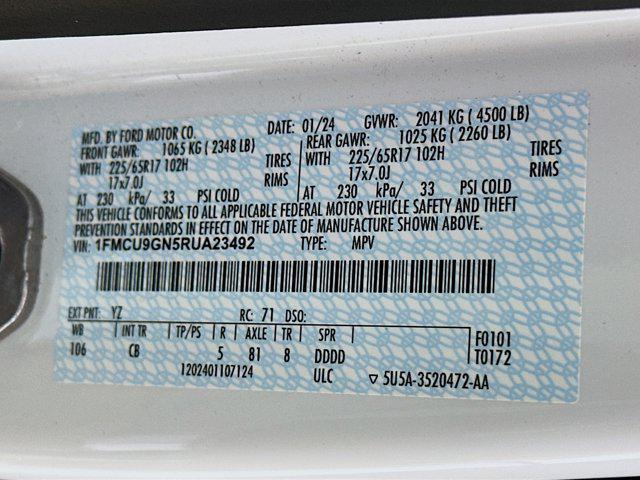 MFD. BY FORD MOTOR CO. DATE: 01/24 GVWR: 2041 KG ( 4500 LB)
FRONT GAWR: 1065 KG ( 2348 LB) REAR GAWR: 1025 KG ( 2260 LB)
WITH 225/65R17 102H TIRES WITH 225/65R17 102H TIRES
17x7.0J RIMS 17x7.0J RIMS
AT 230 kPa/ 33 PSI COLD AT 230 kPa/ 33 PSI COLD
THIS VEHICLE CONFORMS TO ALL APPLICABLE FEDERAL MOTOR VEHICLE SAFETY AND THEFT
PREVENTION STANDARDS IN EFFECT ON THE DATE OF MANUFACTURE SHOWN ABOVE.
VIN: 1FMCU9GN5RUA23492 TYPE: MPV
EXT PNT: YZ RC: 71 DSO:
WB INT TR TP/PS R AXLE TR SPR F0101
106 CB 5 81 8 DDDD T0172
1202401107124 ULC ▽ 5U5A-3520472-AA